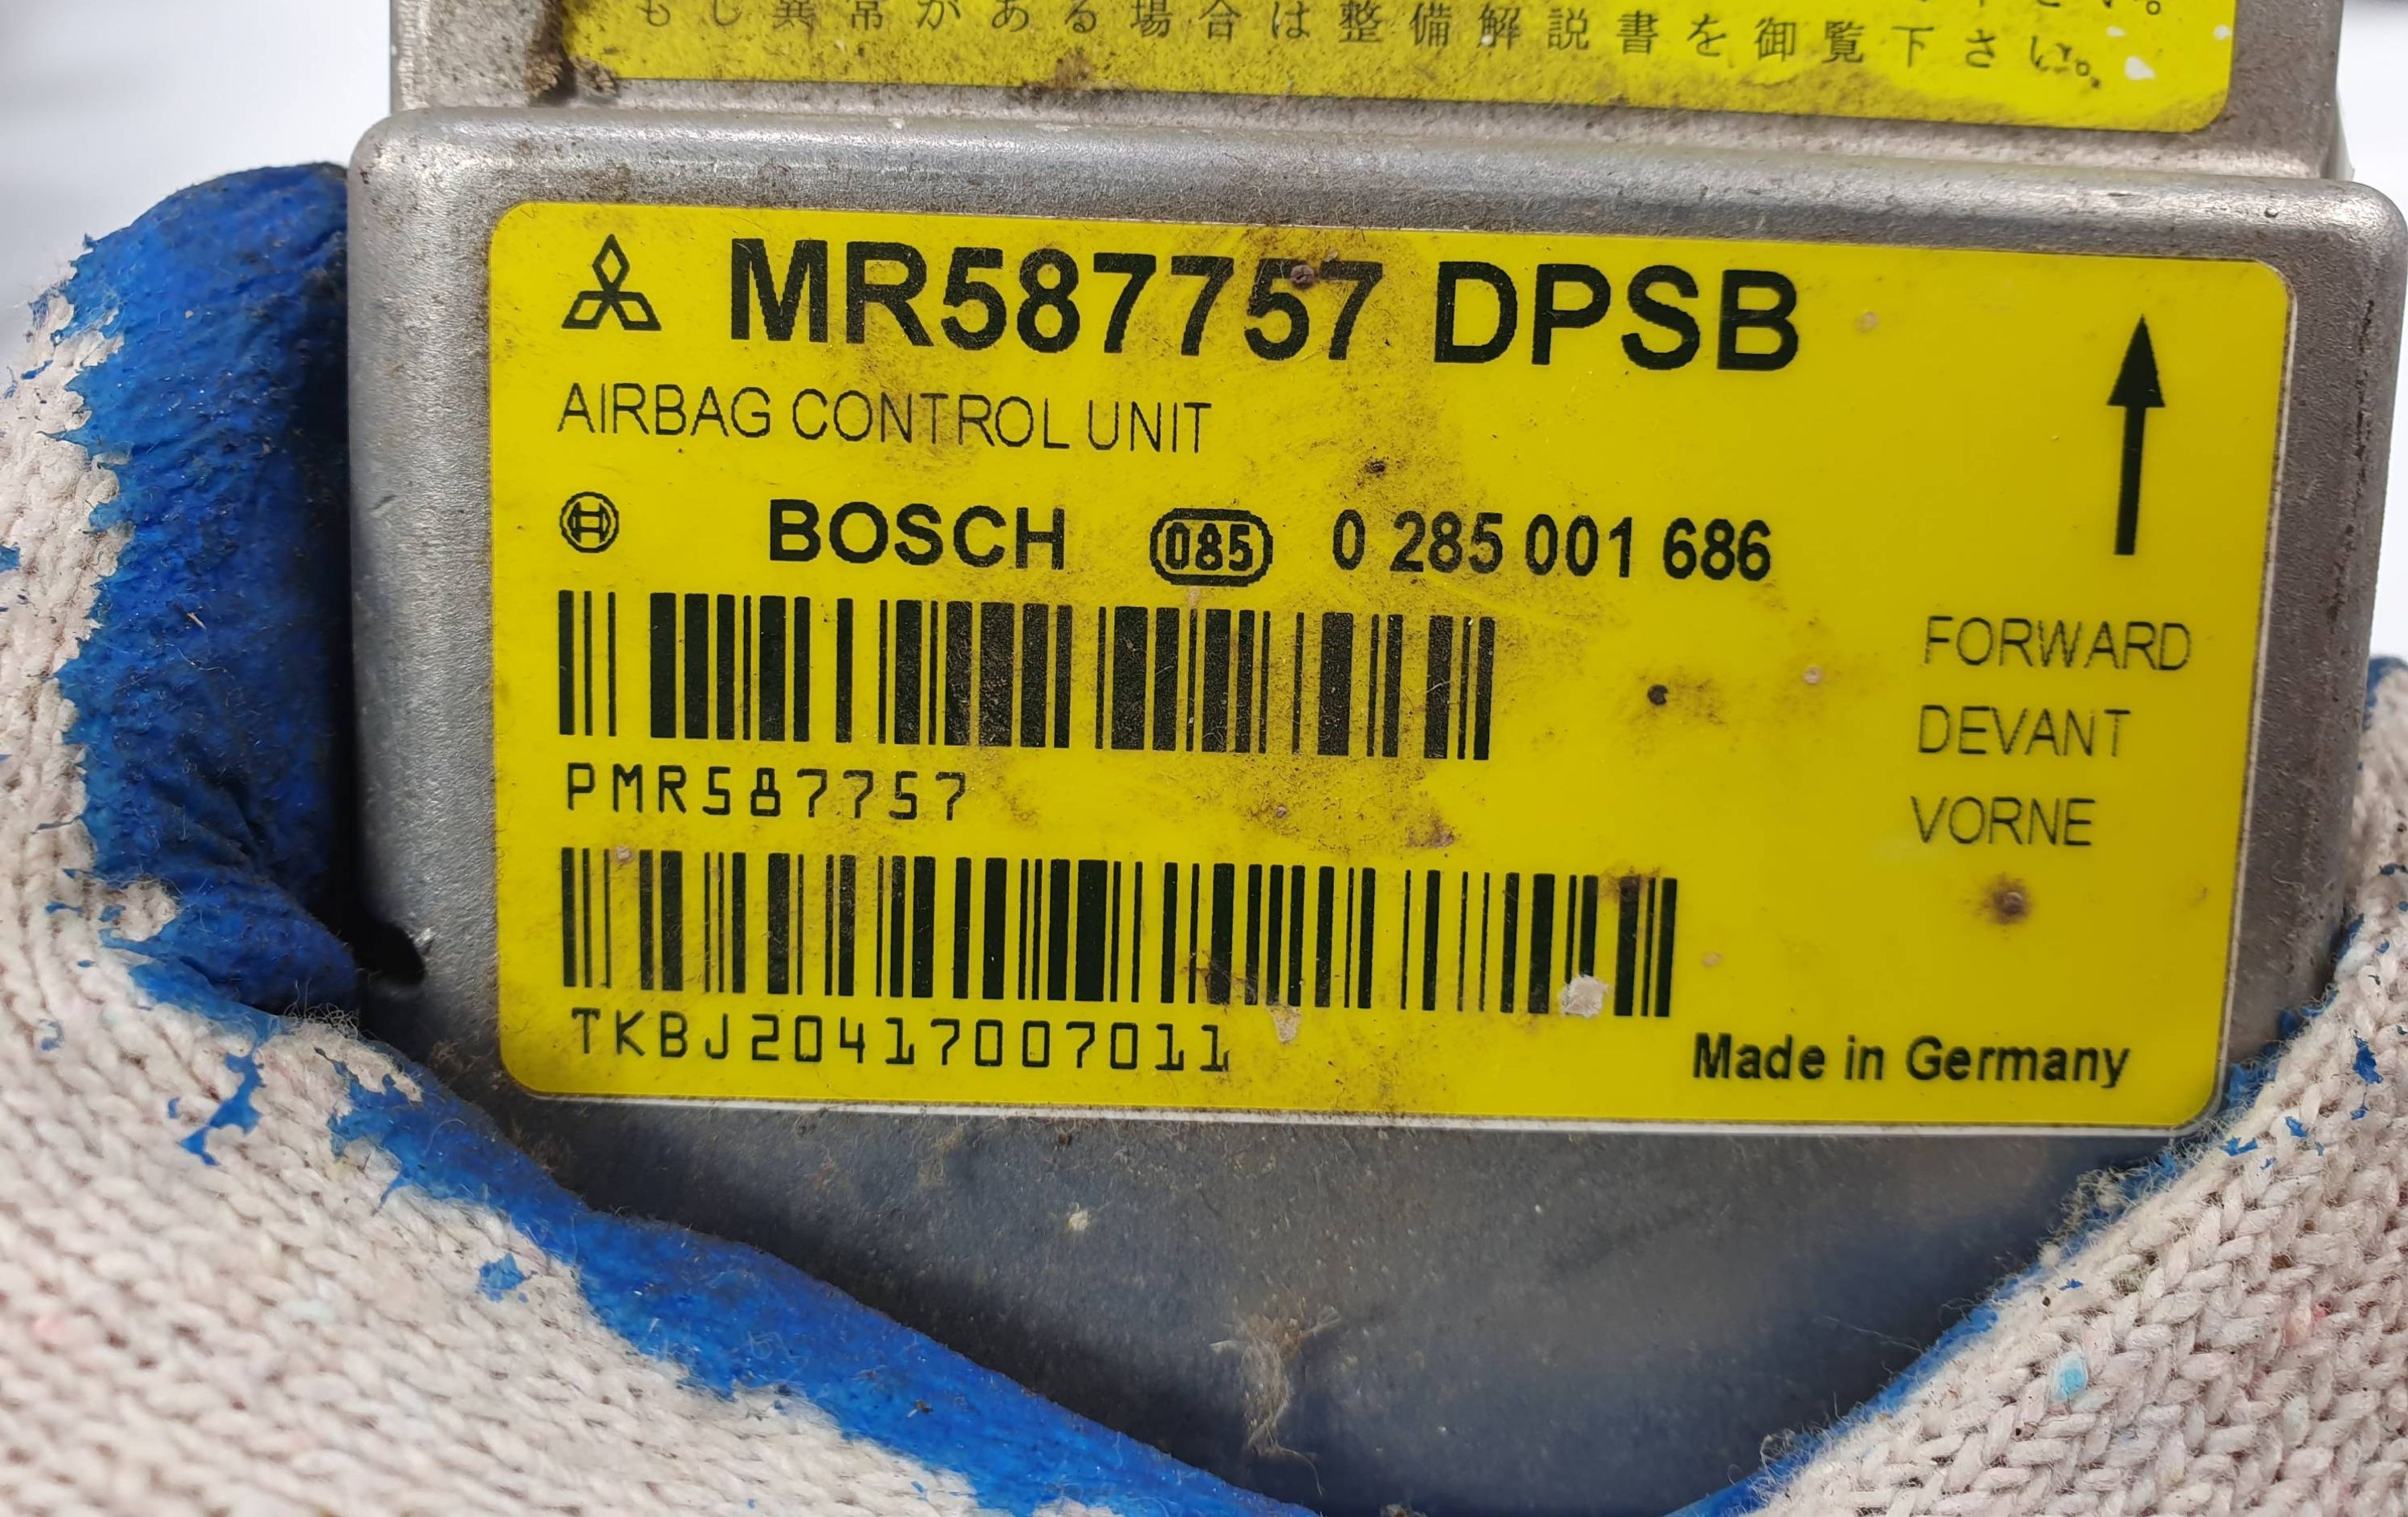 もし異常がある場合は整備解説書を御覧下さい。
MR587757 DPSB
AIRBAG CONTROL UNIT
BOSCH 085 0 285 001 686
PMR587757
TKBJ20417007011
FORWARD
DEVANT
VORNE
Made in Germany